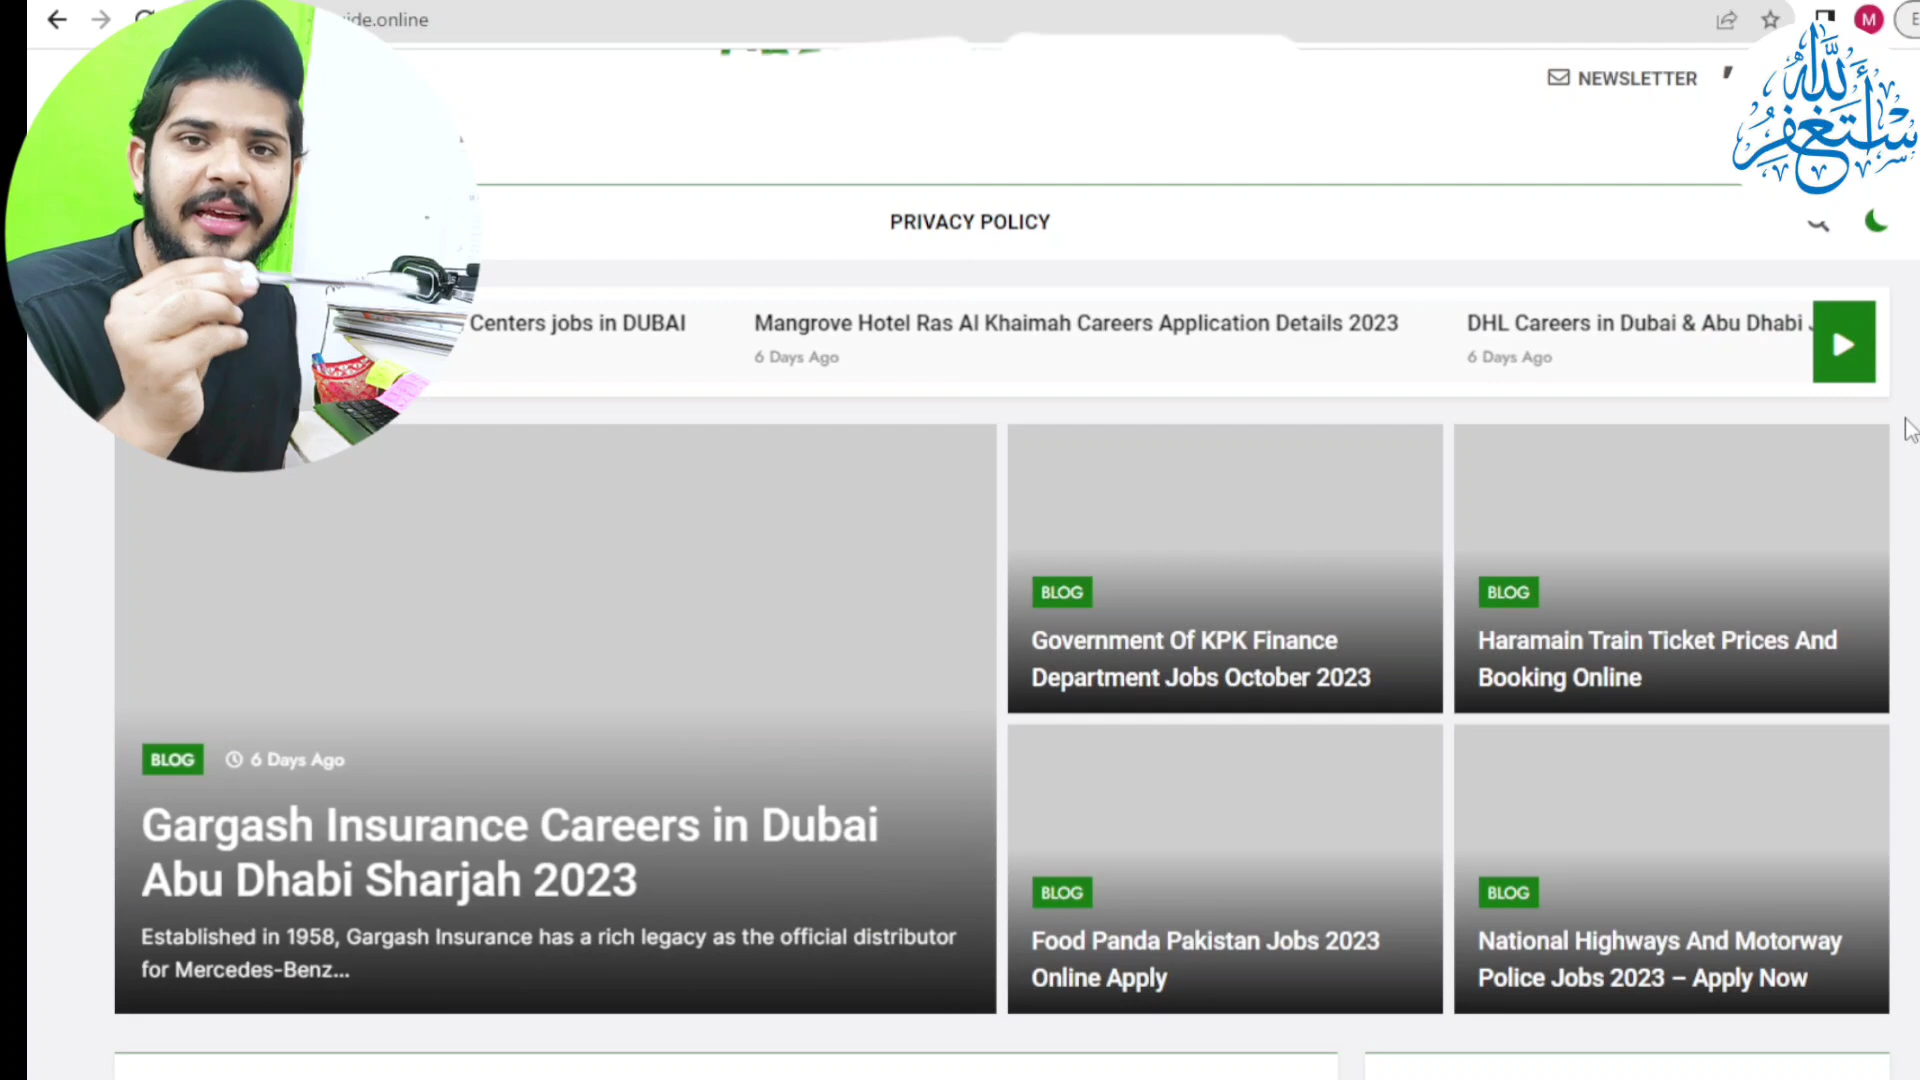 ide.online
M
E
NEWSLETTER
أستغفر الله
PRIVACY POLICY
Centers jobs in DUBAI
Mangrove Hotel Ras Al Khaimah Careers Application Details 2023
6 Days Ago
DHL Careers in Dubai & Abu Dhabi
6 Days Ago
BLOG
Government Of KPK Finance
Department Jobs October 2023
BLOG
Haramain Train Ticket Prices And
Booking Online
BLOG
6 Days Ago
Gargash Insurance Careers in Dubai
Abu Dhabi Sharjah 2023
Established in 1958, Gargash Insurance has a rich legacy as the official distributor
for Mercedes-Benz...
BLOG
Food Panda Pakistan Jobs 2023
Online Apply
BLOG
National Highways And Motorway
Police Jobs 2023 – Apply Now